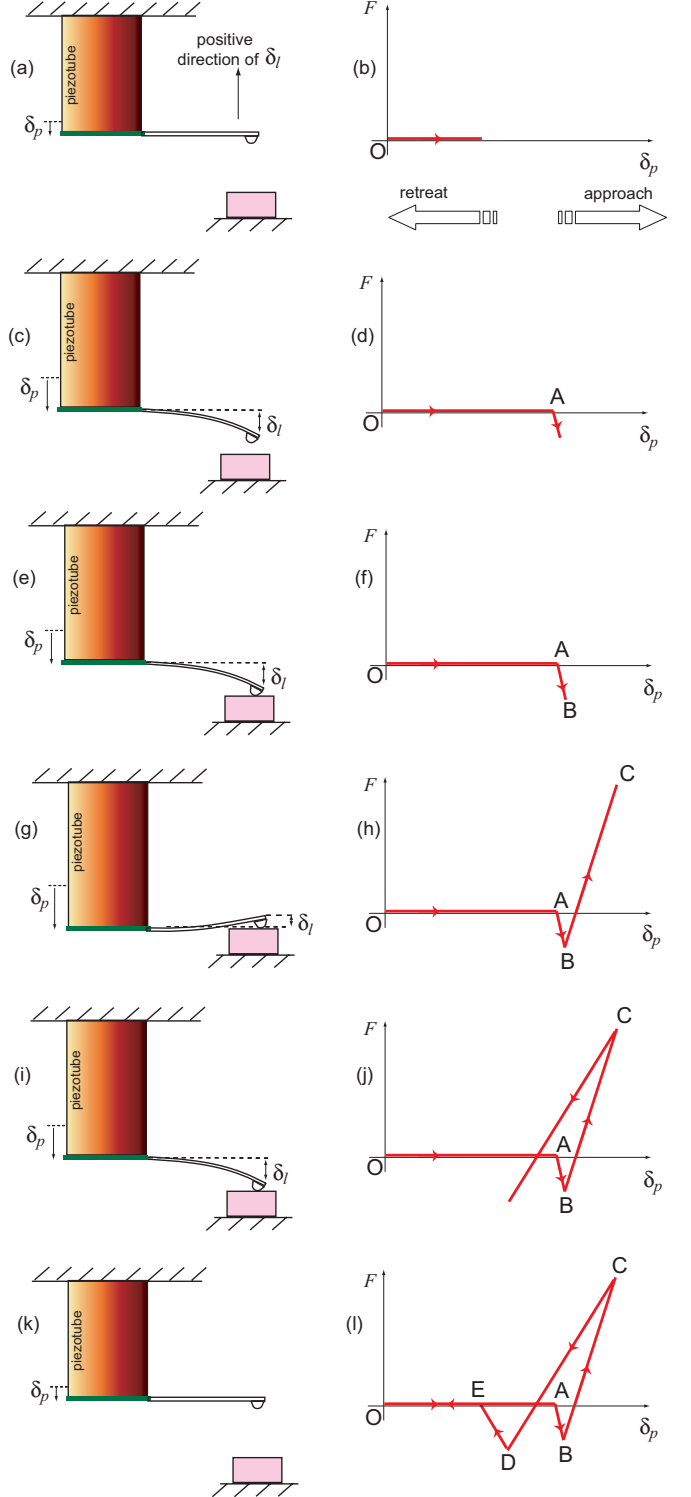 (a)
piezotube
δp
positive
direction of δl
(b)
F
O
δp
retreat
approach
(c)
piezotube
δp
δl
(d)
F
O
A
δp
(e)
piezotube
δp
δl
(f)
F
O
A
B
δp
(g)
piezotube
δp
δl
(h)
F
O
A
B
C
δp
(i)
piezotube
δp
δl
(j)
F
O
A
B
C
δp
(k)
piezotube
δp
(l)
F
O
E
D
A
B
C
δp